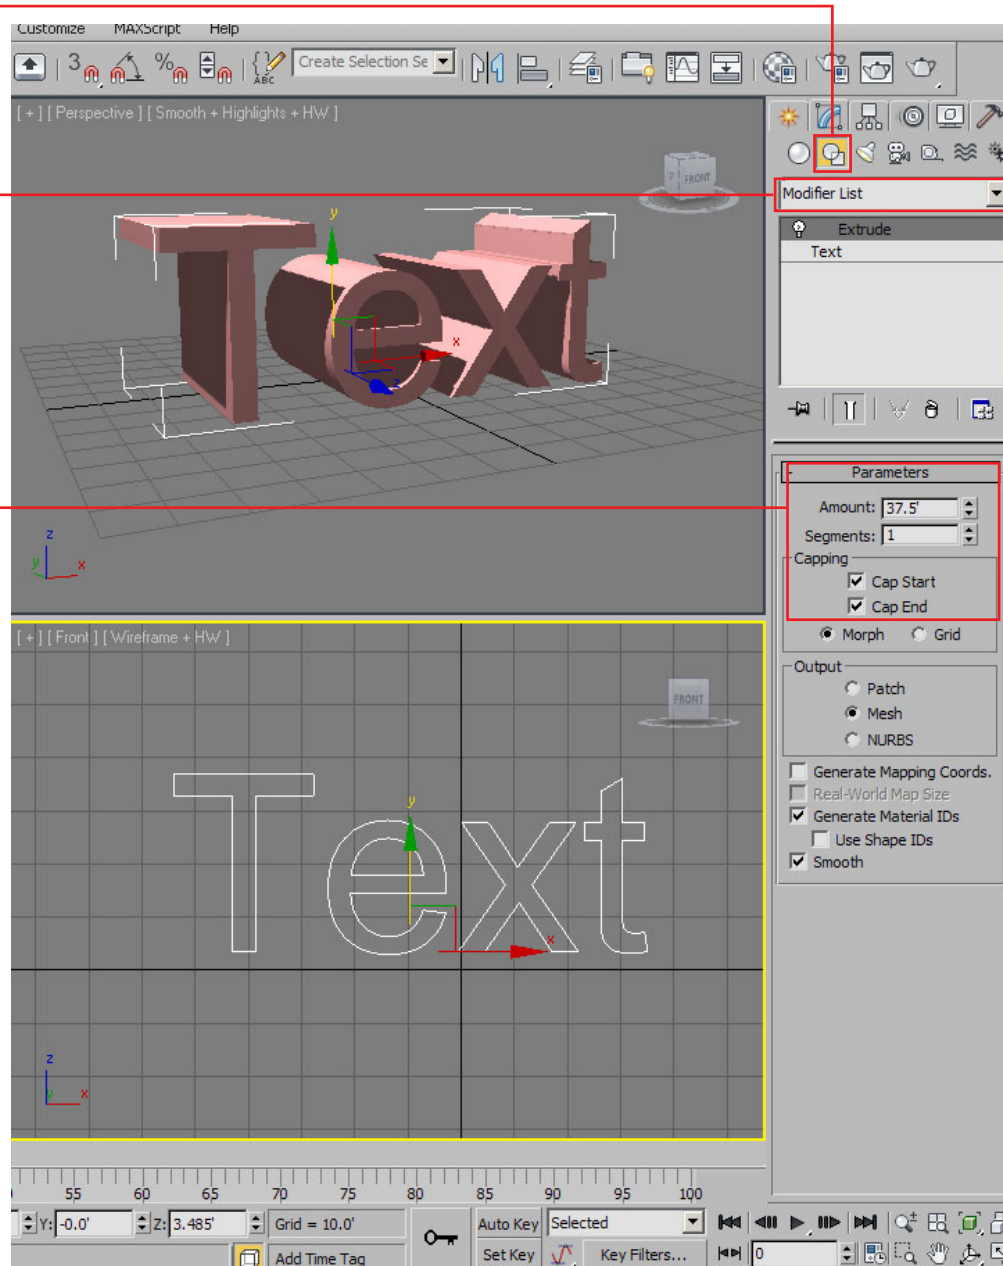 Customize MAXScript Help
3 % ABC Create Selection Se
[ + ] [ Perspective ] [ Smooth + Highlights + HW ]
FRONT
Modifier List
Extrude
Text
y
Text
x
z
z
y x
Parameters
Amount: 37.5'
Segments: 1
Capping
Cap Start
Cap End
Morph Grid
Output
Patch
Mesh
NURBS
Generate Mapping Coords.
Real-World Map Size
Generate Material IDs
Use Shape IDs
Smooth
[ + ] [ Front ] [ Wireframe + HW ]
FRONT
y
Text
x
z
y x
55 60 65 70 75 80 85 90 95 100
Y: -0.0' Z: 3.485' Grid = 10.0' Auto Key Selected
Add Time Tag Set Key Key Filters... 0